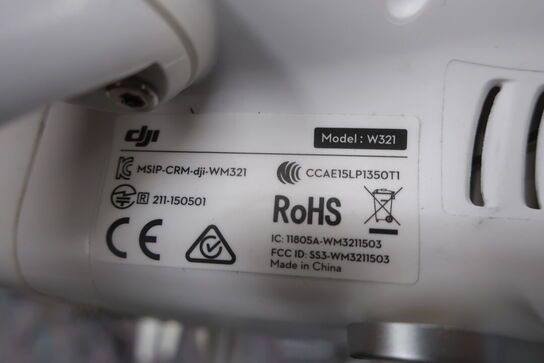 dji
Model : W321
MSIP-CRM-dji-WM321
CCAE15LP1350T1
R 211-150501
RoHS
CE
IC: 11805A-WM3211503
FCC ID: SS3-WM3211503
Made in China